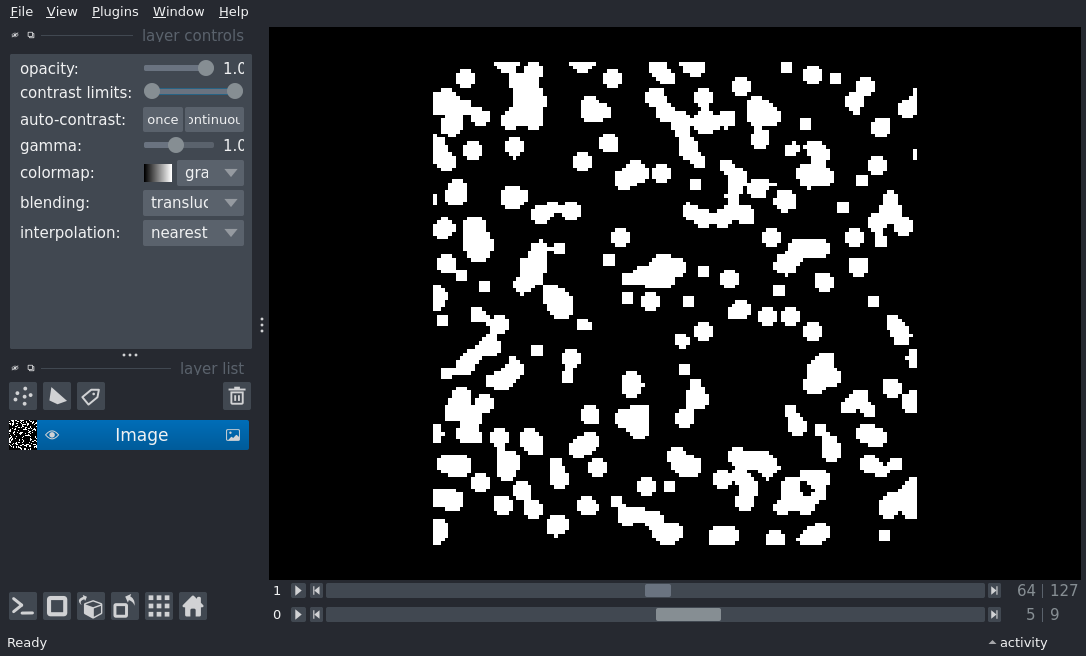 File View Plugins Window Help
layer controls
opacity: 1.0
contrast limits:
auto-contrast: once ontinuou
gamma: 1.0
colormap: gra
blending: transluc
interpolation: nearest
layer list
Image
1 64 | 127
0 5 | 9
Ready activity